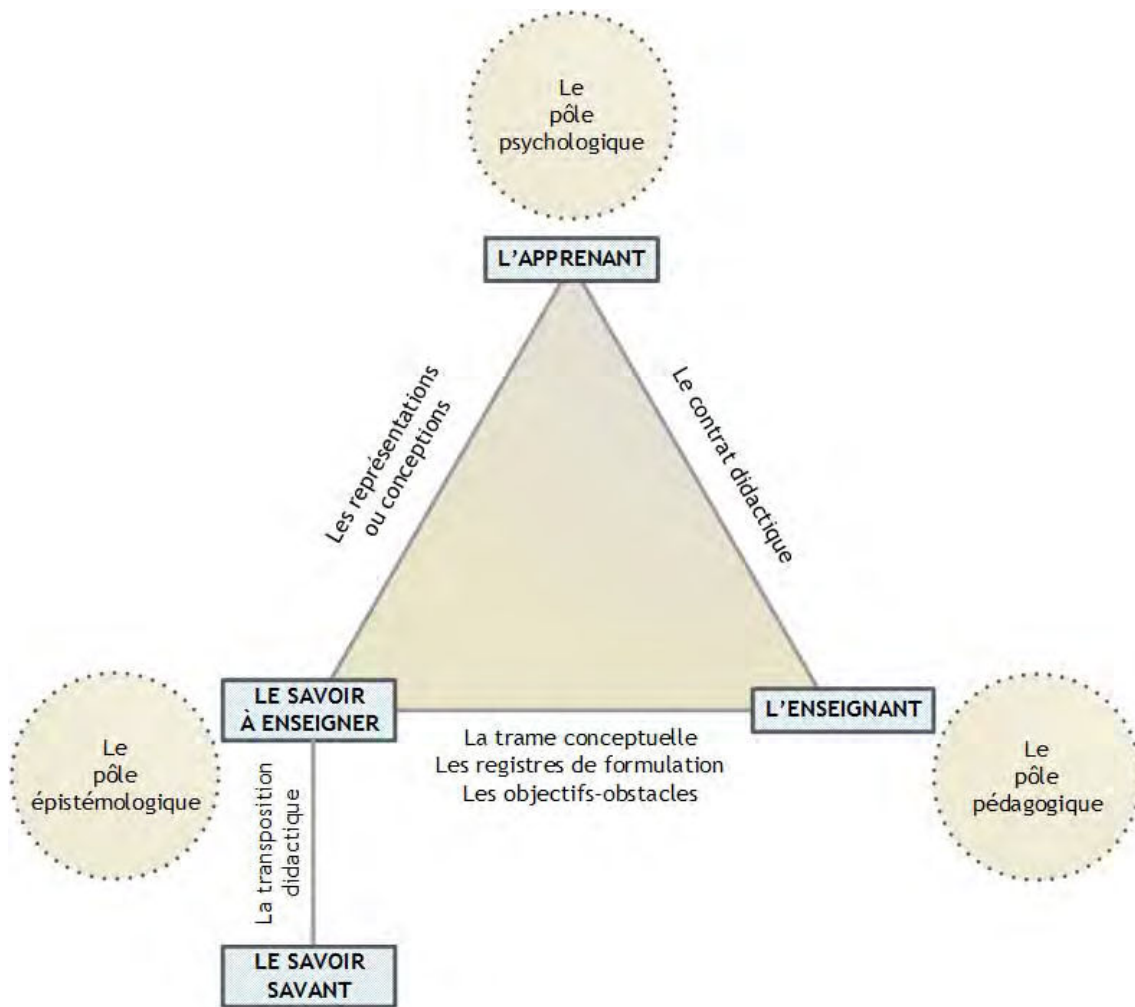 Le
pôle
psychologique
L'APPRENANT
Les représentations
ou conceptions
Le contrat didactique
LE SAVOIR
À ENSEIGNER
L'ENSEIGNANT
La trame conceptuelle
Les registres de formulation
Les objectifs-obstacles
Le
pôle
épistémologique
Le
pôle
pédagogique
La transposition
didactique
LE SAVOIR
SAVANT